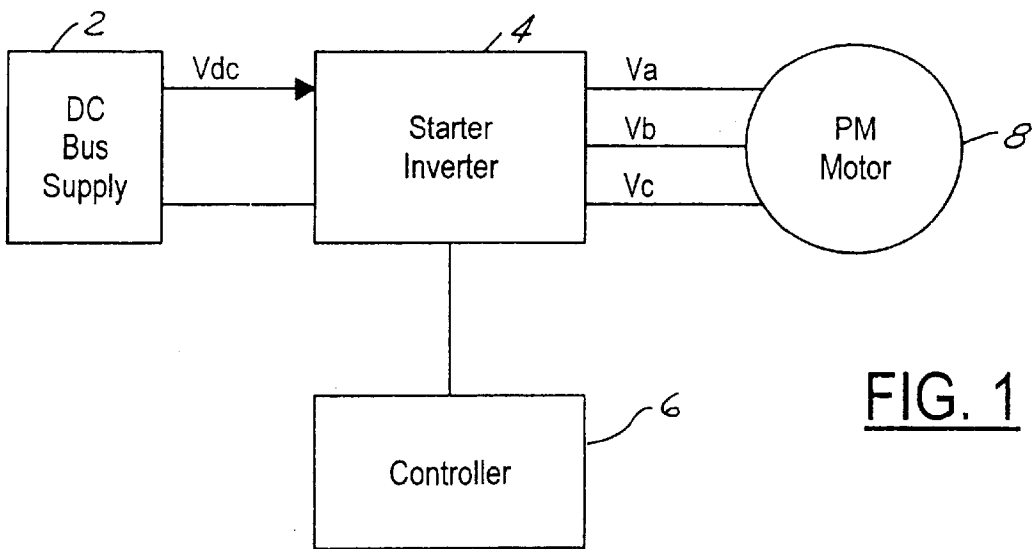 2
4
Vdc
Va
DC
Bus
Supply
Starter
Inverter
Vb
Vc
PM
Motor
8
6
Controller
FIG. 1